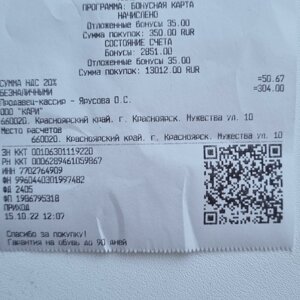 ПРОГРАММА: БОНУСНАЯ КАРТА
НАЧИСЛЕНО
Отложенные бонусы 35.00
Сумма покупок 350.00 RUR
СОСТОЯНИЕ СЧЕТА
Бонусы: 2851.00
Отложенные бонусы 35.00
Сумма покупок: 13012.00 RUR
СУММА НДС 20% =50.67
БЕЗНАЛИЧНЫМИ =304.00
Продавец-кассир - Ярусова О.С.
ООО "КАРИ"
660020, Красноярский край, г. Красноярск, Мужества ул, 10
Место расчетов
660020, Красноярский край, г. Красноярск, Мужества ул, 10
ЗН ККТ 00106301119220
РН ККТ 0006289461059867
ИНН 7702764909
ФН 9960440301997482
ФД 2405
ФП 1986795318
ПРИХОД
15.10.22 12:07
Спасибо за покупку!
Гарантия на обувь до 90 дней